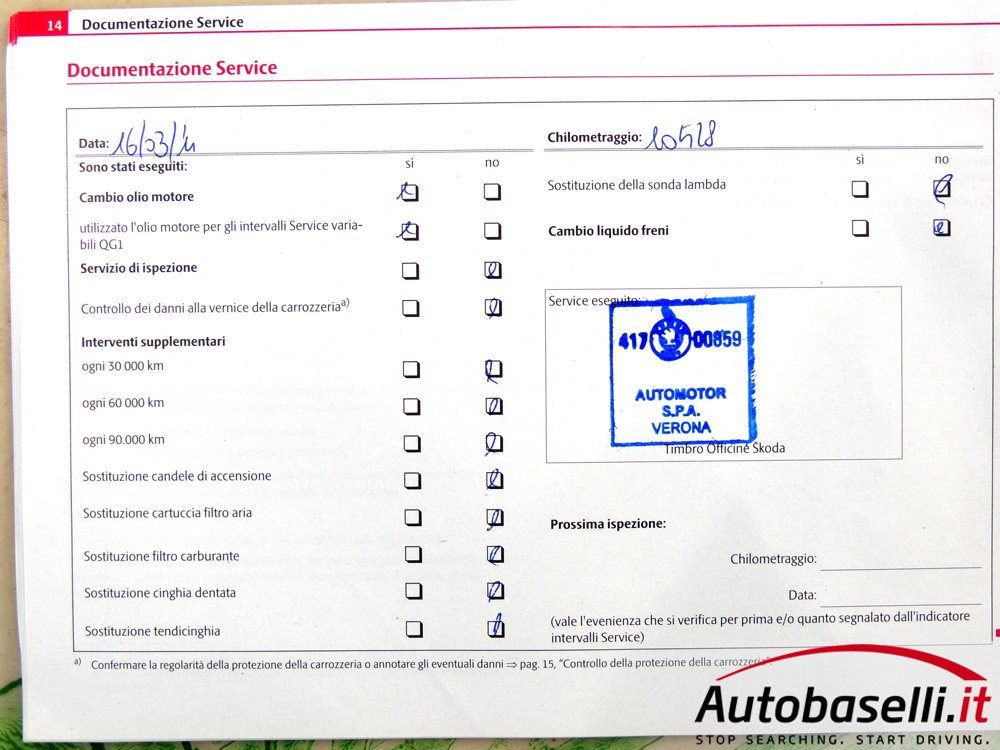 14 Documentazione Service
Documentazione Service
Data: 16/03/11
Chilometraggio: 10528
Sono stati eseguiti:
sì no
Cambio olio motore
utilizzato l'olio motore per gli intervalli Service varia-
bili QG1
Servizio di ispezione
Controllo dei danni alla vernice della carrozzeria a)
Interventi supplementari
ogni 30 000 km
ogni 60 000 km
ogni 90.000 km
Sostituzione candele di accensione
Sostituzione cartuccia filtro aria
Sostituzione filtro carburante
Sostituzione cinghia dentata
Sostituzione tendicinghia
sì no
Sostituzione della sonda lambda
Cambio liquido freni
Service eseguito:
417 00859
AUTOMOTOR
S.P.A.
VERONA
Timbro Officine Škoda
Prossima ispezione:
Chilometraggio:
Data:
(vale l'evenienza che si verifica per prima e/o quanto segnalato dall'indicatore
intervalli Service)
a) Confermare la regolarità della protezione della carrozzeria o annotare gli eventuali danni ⇒ pag. 15, "Controllo della protezione della carrozzeria".
Autobaselli.it
STOP SEARCHING. START DRIVING.